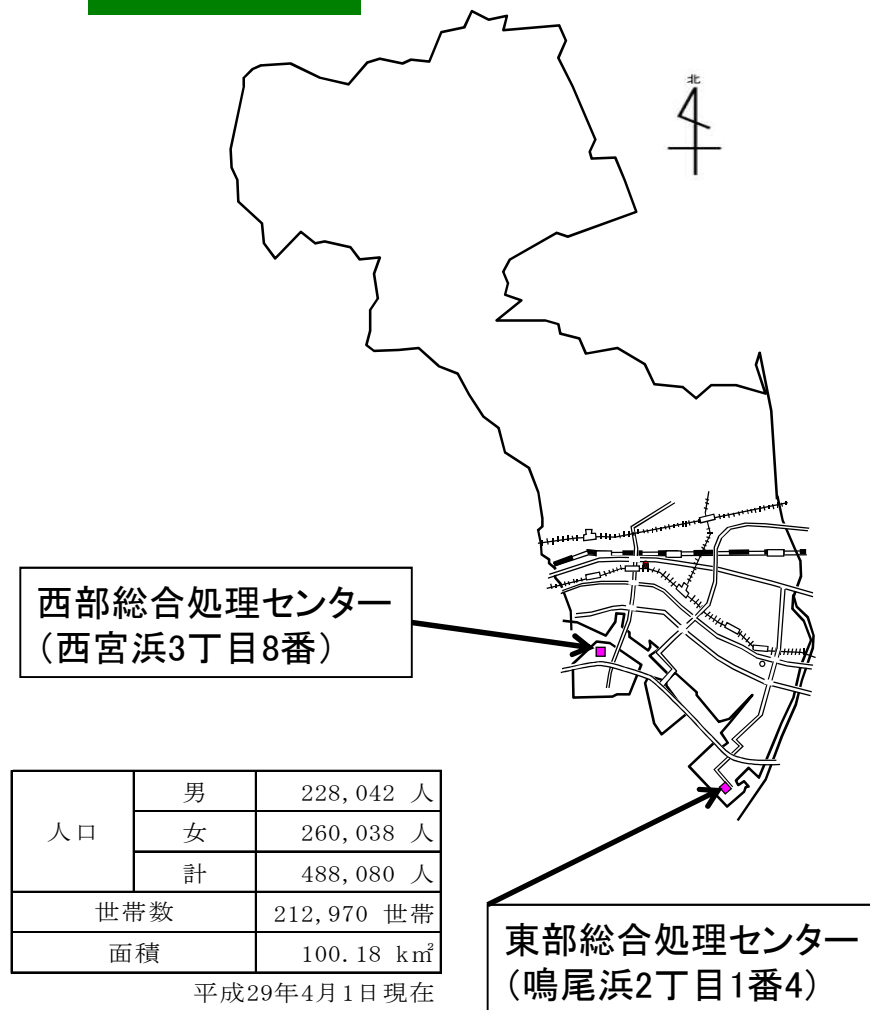 北
西部総合処理センター
(西宮浜3丁目8番)
人口 男 228,042 人
女 260,038 人
計 488,080 人
世帯数 212,970 世帯
面積 100.18 k㎡
平成29年4月1日現在
東部総合処理センター
(鳴尾浜2丁目1番4)